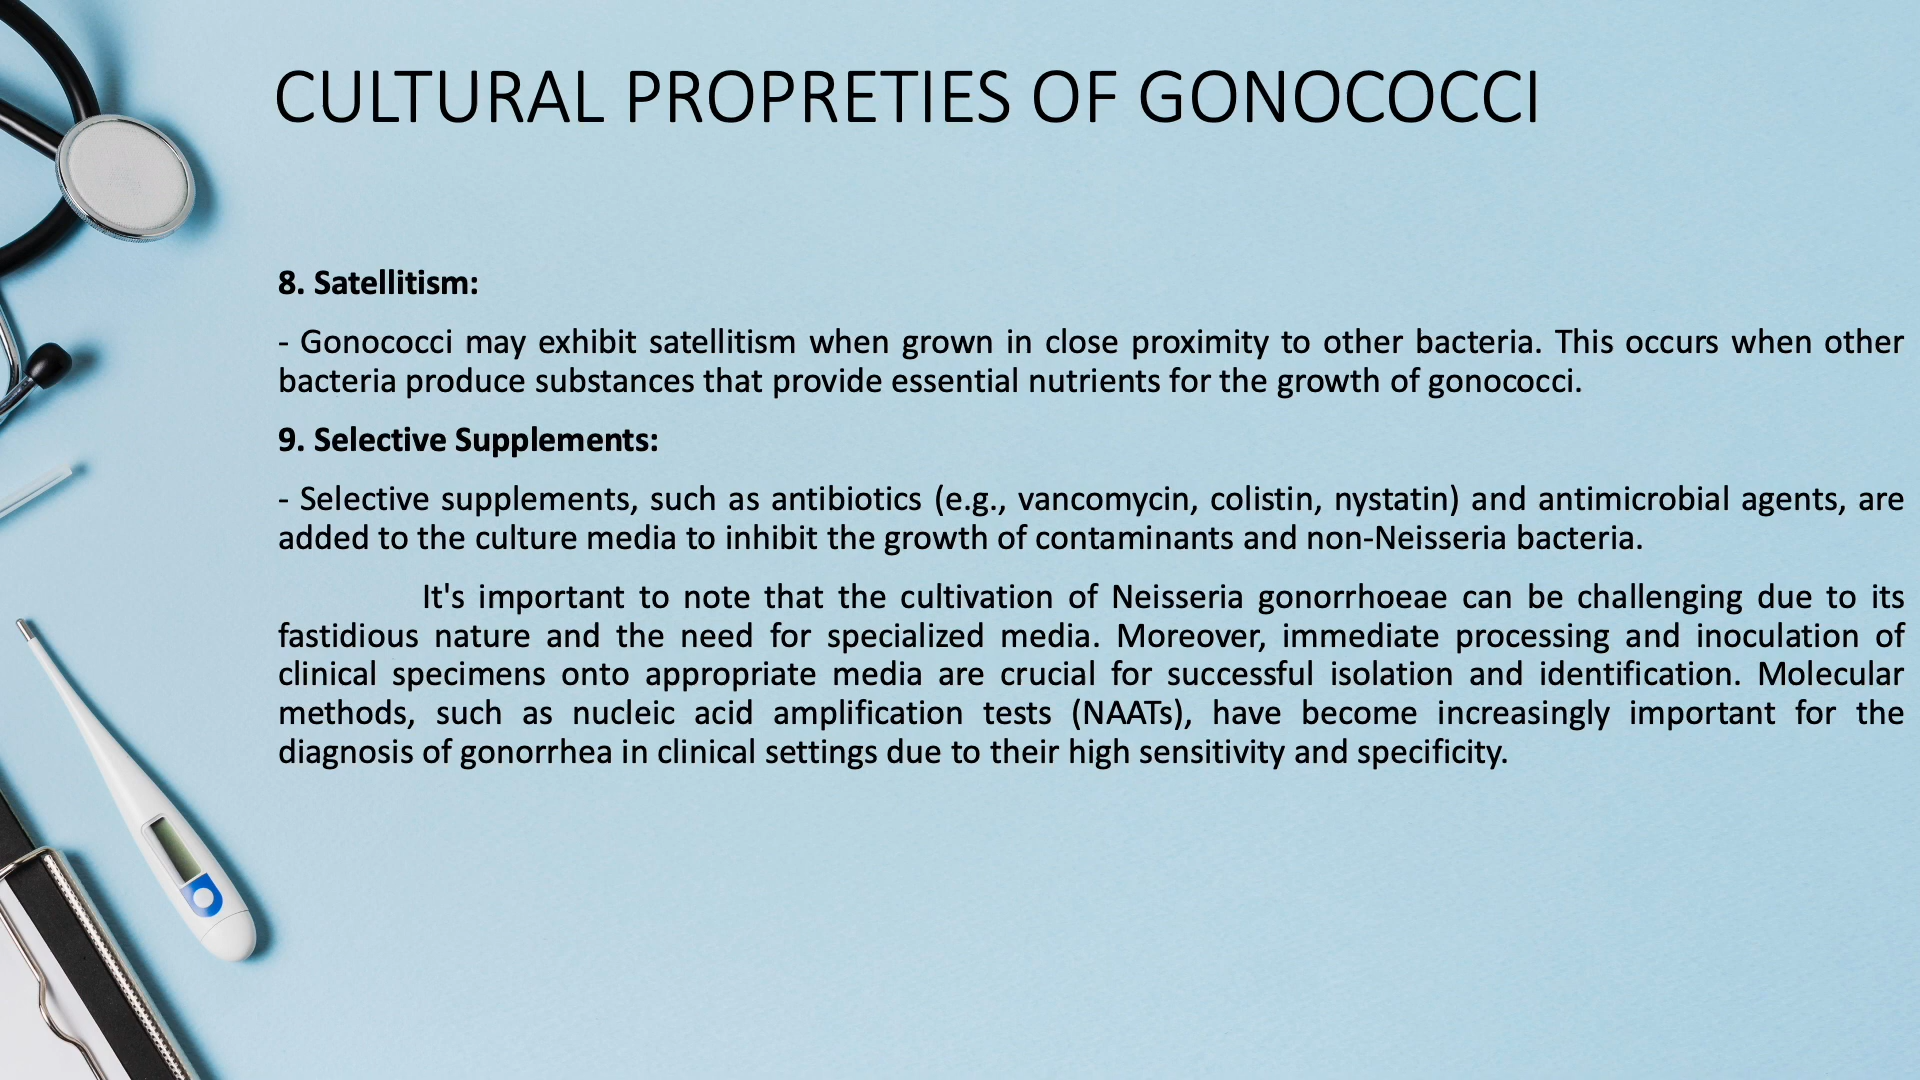 CULTURAL PROPRETIES OF GONOCOCCI
8. Satellitism:
- Gonococci may exhibit satellitism when grown in close proximity to other bacteria. This occurs when other
bacteria produce substances that provide essential nutrients for the growth of gonococci.
9. Selective Supplements:
- Selective supplements, such as antibiotics (e.g., vancomycin, colistin, nystatin) and antimicrobial agents, are
added to the culture media to inhibit the growth of contaminants and non-Neisseria bacteria.
It's important to note that the cultivation of Neisseria gonorrhoeae can be challenging due to its
fastidious nature and the need for specialized media. Moreover, immediate processing and inoculation of
clinical specimens onto appropriate media are crucial for successful isolation and identification. Molecular
methods, such as nucleic acid amplification tests (NAATs), have become increasingly important for the
diagnosis of gonorrhea in clinical settings due to their high sensitivity and specificity.